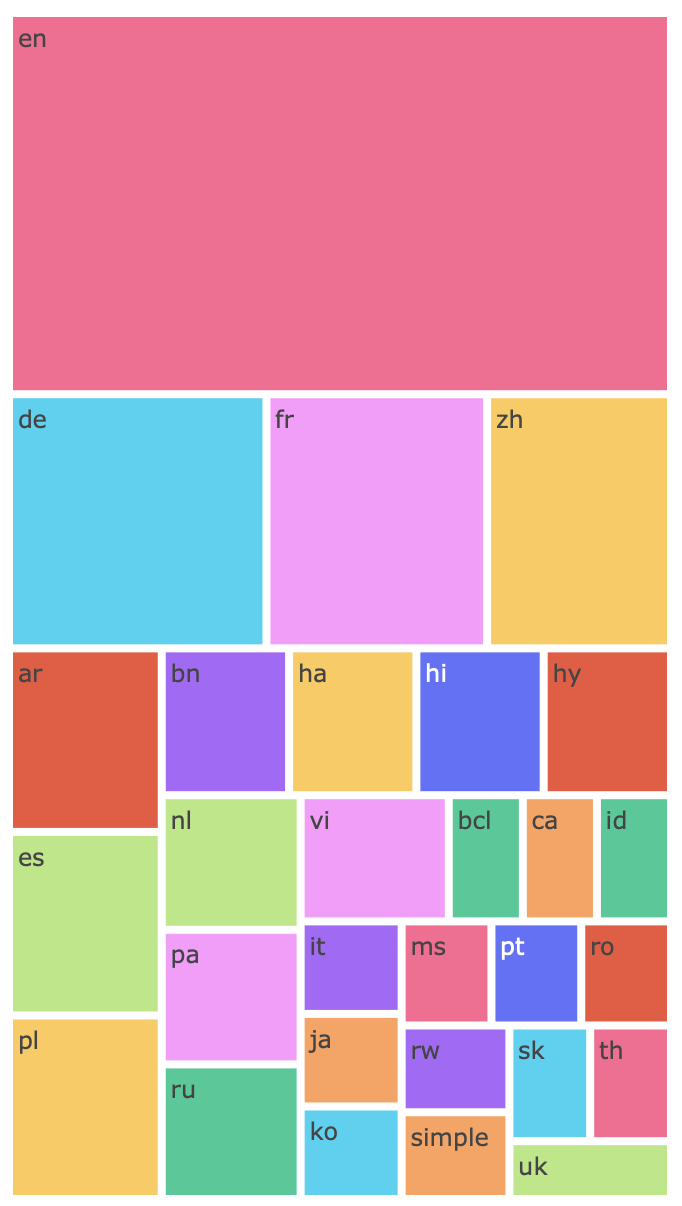 en
de
fr
zh
ar
bn
ha
hi
hy
es
nl
vi
bcl
ca
id
pl
pa
it
ms
pt
ro
ru
ja
rw
sk
th
ko
simple
uk